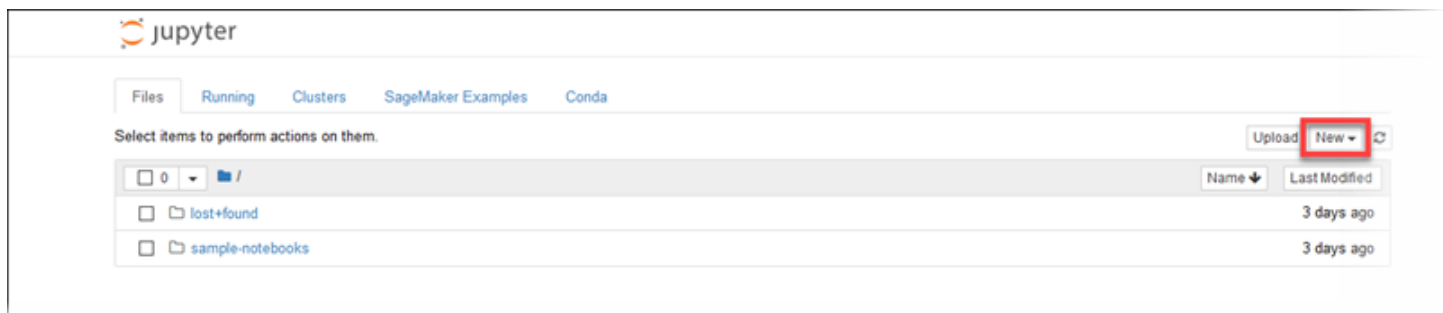 jupyter
Files Running Clusters SageMaker Examples Conda
Select items to perform actions on them. Upload New
0 / Name Last Modified
lost+found 3 days ago
sample-notebooks 3 days ago